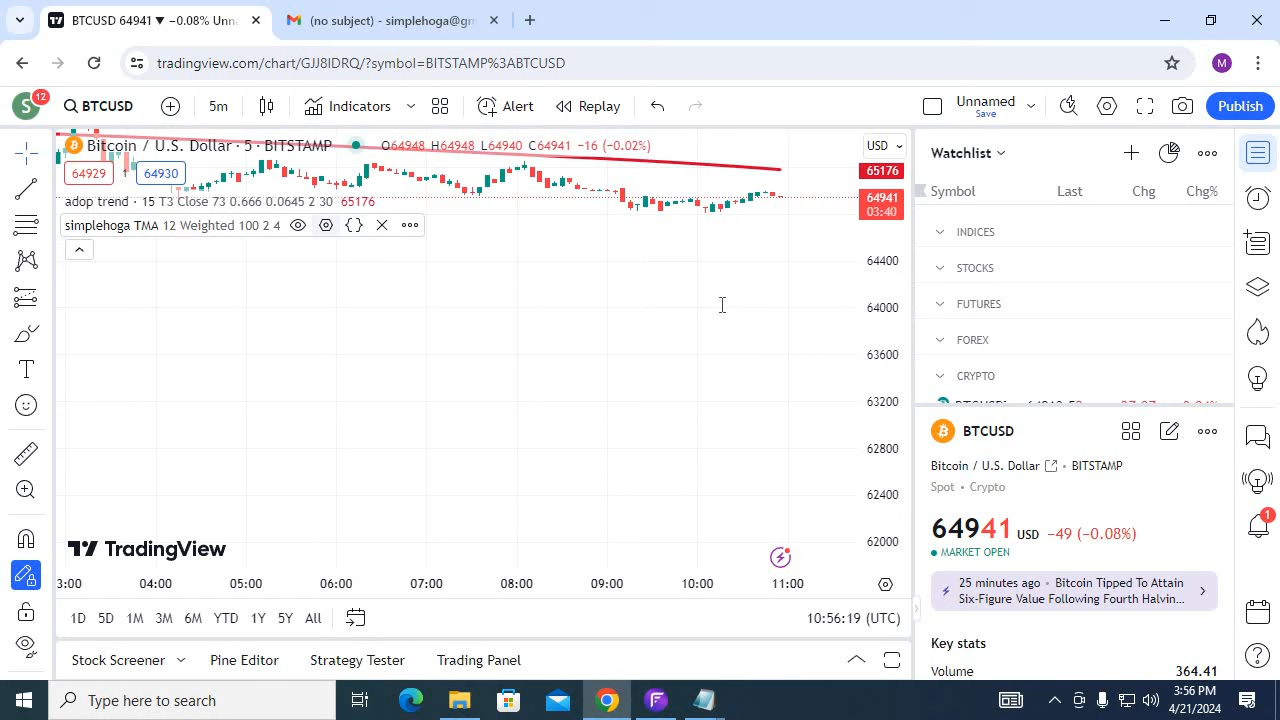 BTCUSD 64941 ▼ −0.08% Unna
(no subject) - simplehoga@gm
tradingview.com/chart/GJJ8lDRQ/?symbol=BITSTAMP%3ABTCUSD
M
S
12
BTCUSD
5m
Indicators
Alert
Replay
Unnamed
Save
Publish
Bitcoin / U.S. Dollar · 5 · BITSTAMP
O64948 H64948 L64940 C64941 −16 (−0.02%)
USD
64929
64930
65176
adop trend · 15 T3 Close 73 0.666 0.0645 2 30 65176
64941
03:40
simplehoga TMA 12 Weighted 100 2 4
64400
64000
63600
63200
62800
62400
62000
TradingView
3:00 04:00 05:00 06:00 07:00 08:00 09:00 10:00 11:00
1D 5D 1M 3M 6M YTD 1Y 5Y All
10:56:19 (UTC)
Stock Screener
Pine Editor
Strategy Tester
Trading Panel
Watchlist
Symbol Last Chg Chg%
INDICES
STOCKS
FUTURES
FOREX
CRYPTO
BTCUSD
Bitcoin / U.S. Dollar • BITSTAMP
Spot • Crypto
64941 USD −49 (−0.08%)
MARKET OPEN
25 minutes ago • Bitcoin Tipped To Attain
Six-Figure Value Following Fourth Halvin...
Key stats
Volume 364.41
1
Type here to search
3:56 PM
4/21/2024